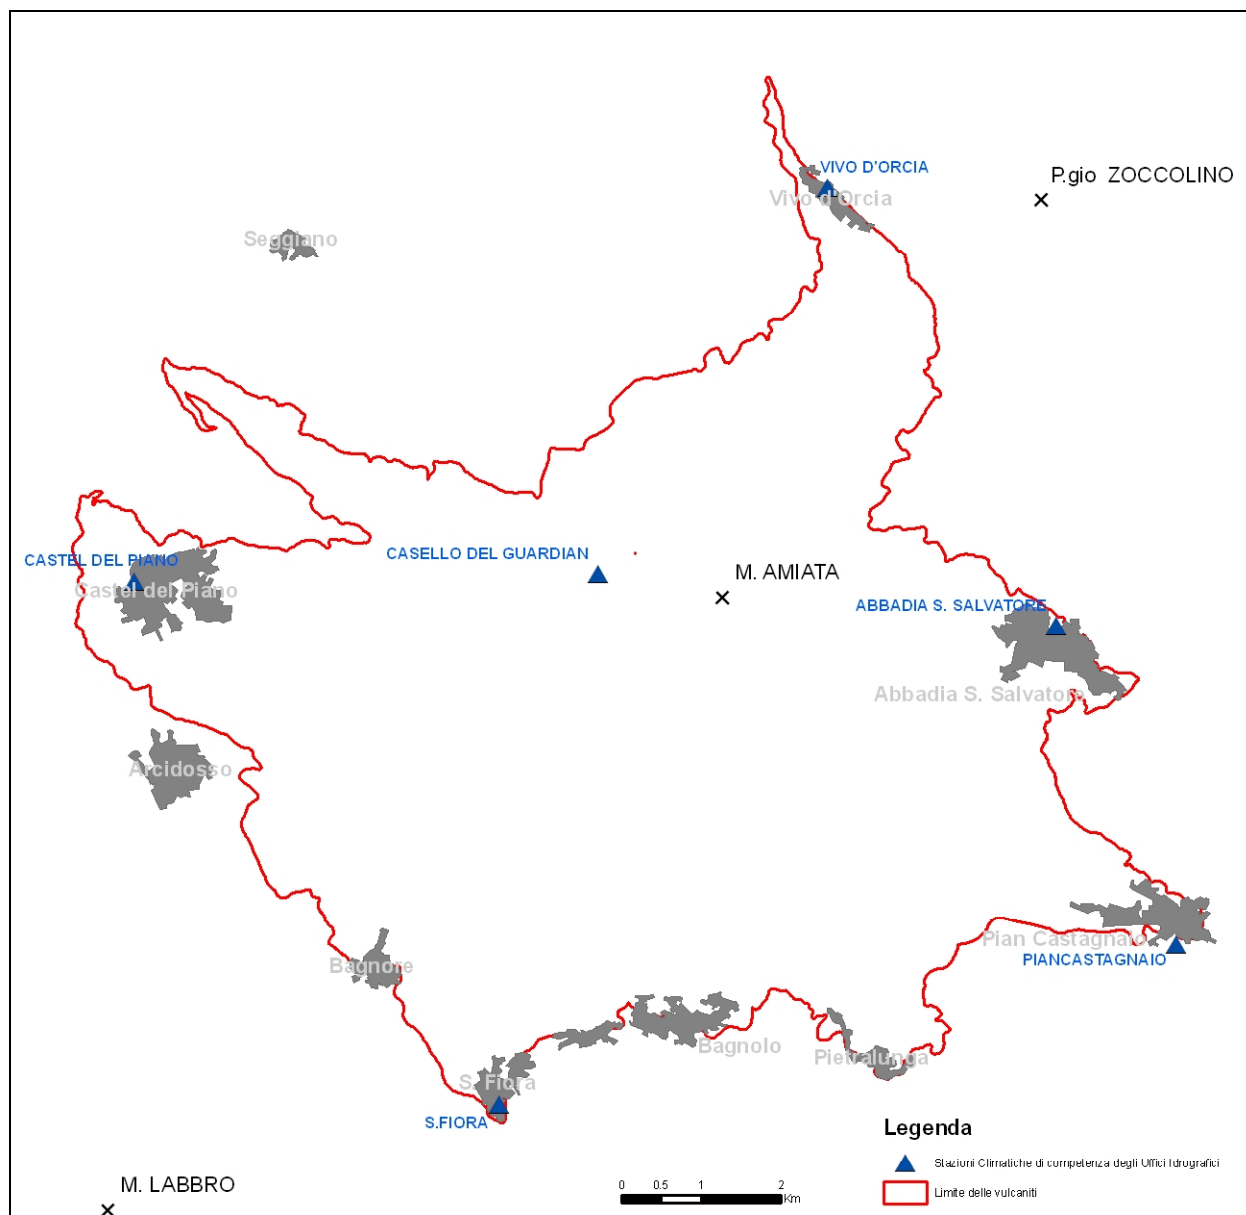 VIVO D'ORCIA
P.gio ZOCCOLINO
Vivo d'Orcia
Seggiano
CASTEL DEL PIANO
CASELLO DEL GUARDIAN
M. AMIATA
Castel del Piano
ABBADIA S. SALVATORE
Abbadia S. Salvatore
Arcidosso
Pian Castagnaio
PIANCASTAGNAIO
Bagnore
Bagnolo
Pietralunga
S. Fiora
S.FIORA
Legenda
Stazioni Climatiche di competenza degli Uffici Idrografici
Limite delle vulcaniti
M. LABBRO
0 0.5 1 2
Km